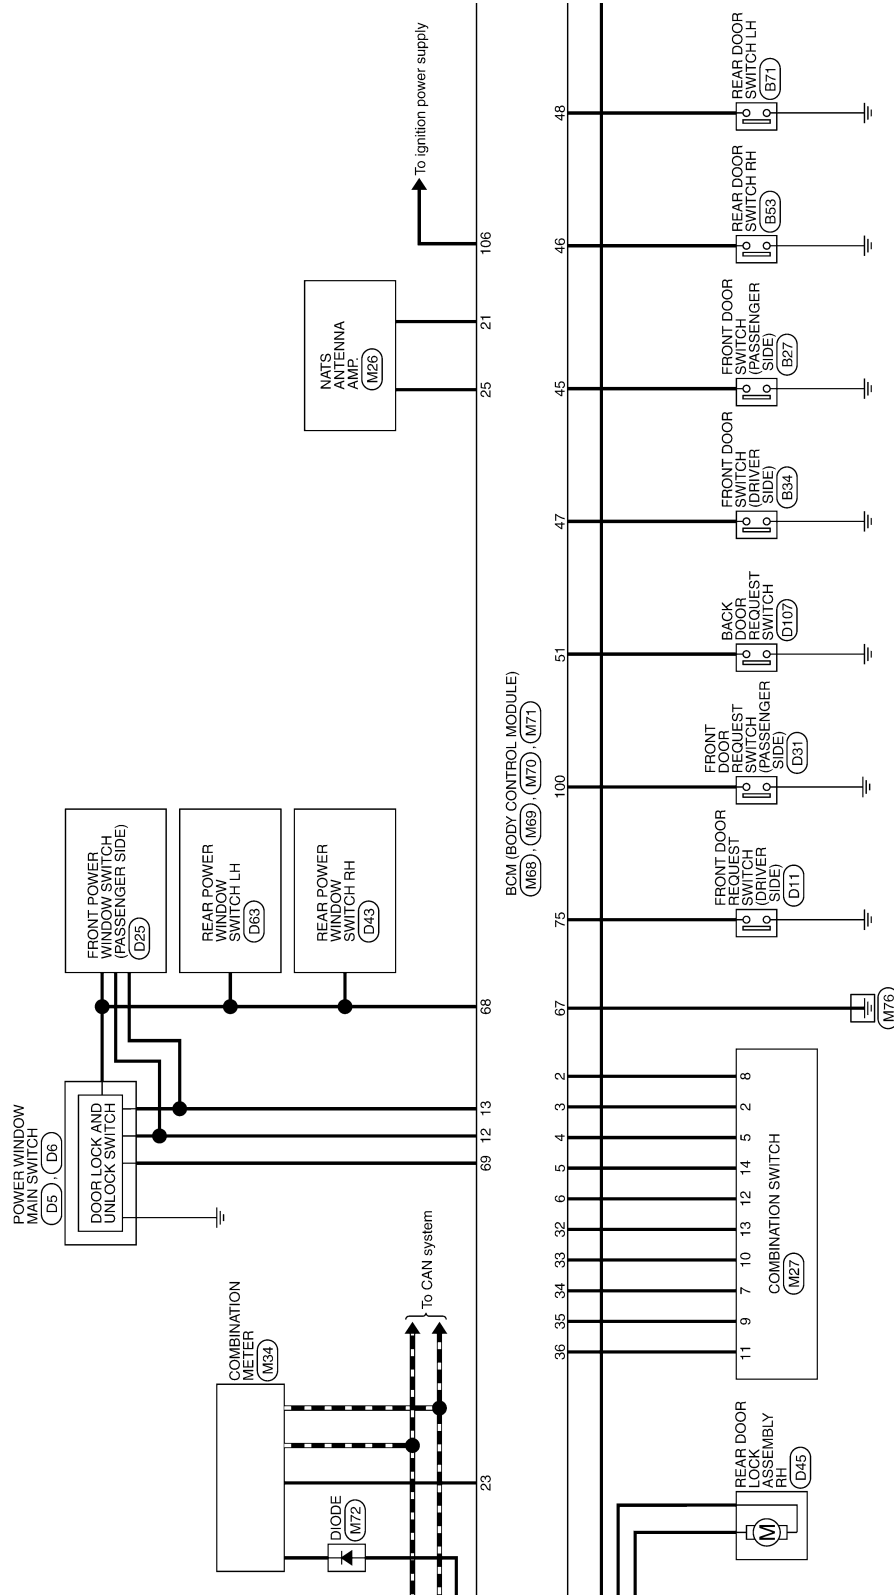 POWER WINDOW
MAIN SWITCH
D5 , D6
DOOR LOCK AND
UNLOCK SWITCH
FRONT POWER
WINDOW SWITCH
(PASSENGER SIDE)
D25
REAR POWER
WINDOW
SWITCH LH
D63
REAR POWER
WINDOW
SWITCH RH
D43
COMBINATION
METER
M34
DIODE
M72
To CAN system
NATS
ANTENNA
AMP.
M26
To ignition power supply
23
69
12
13
68
25
21
106
BCM (BODY CONTROL MODULE)
M68 , M69 , M70 , M71
36
35
34
33
32
6
5
4
3
2
67
75
100
51
47
45
46
48
11
9
7
10
13
12
14
5
2
8
COMBINATION SWITCH
M27
REAR DOOR
LOCK
ASSEMBLY
RH
D45
M
M76
FRONT DOOR
REQUEST
SWITCH
(DRIVER
SIDE)
D11
FRONT
DOOR
REQUEST
SWITCH
(PASSENGER
SIDE)
D31
BACK
DOOR
REQUEST
SWITCH
D107
FRONT DOOR
SWITCH
(DRIVER
SIDE)
B34
FRONT DOOR
SWITCH
(PASSENGER
SIDE)
B27
REAR DOOR
SWITCH RH
B53
REAR DOOR
SWITCH LH
B71